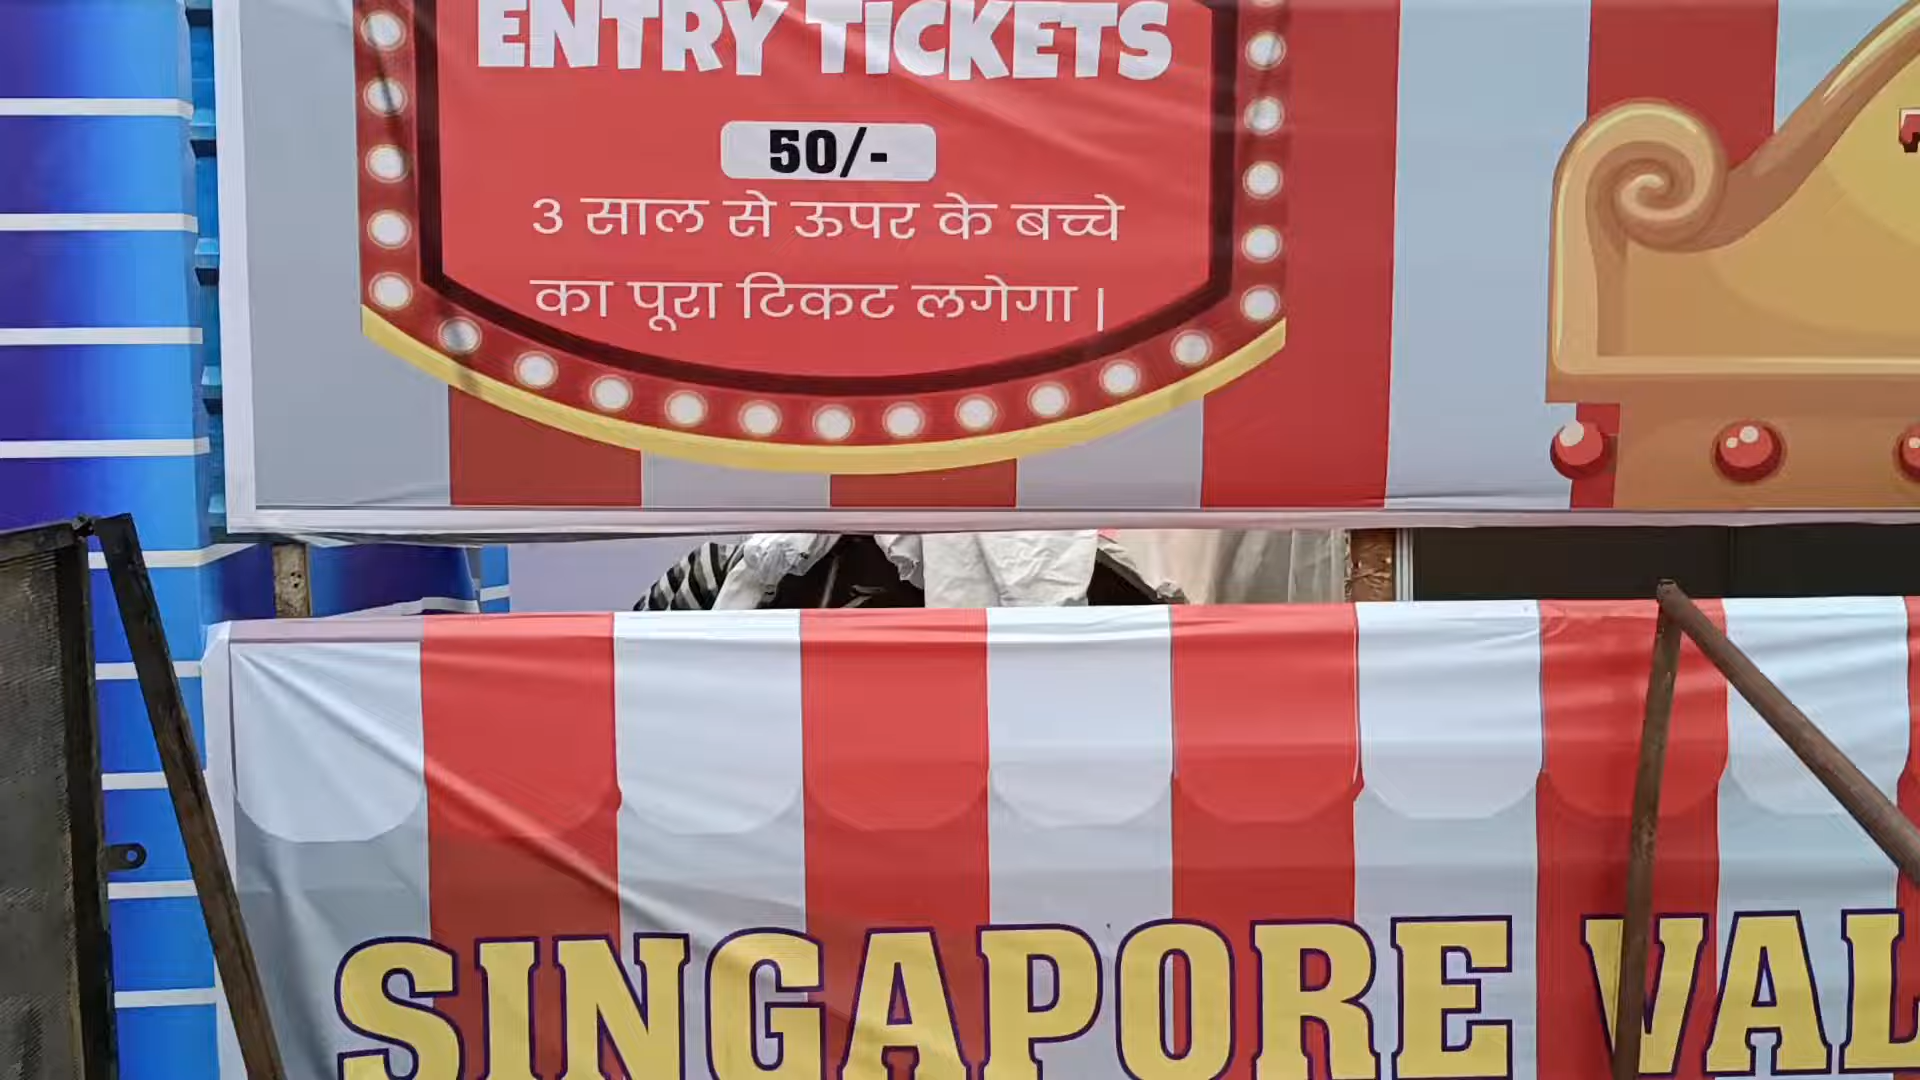 ENTRY TICKETS
50/-
3 साल से ऊपर के बच्चे
का पूरा टिकट लगेगा |
SINGAPORE